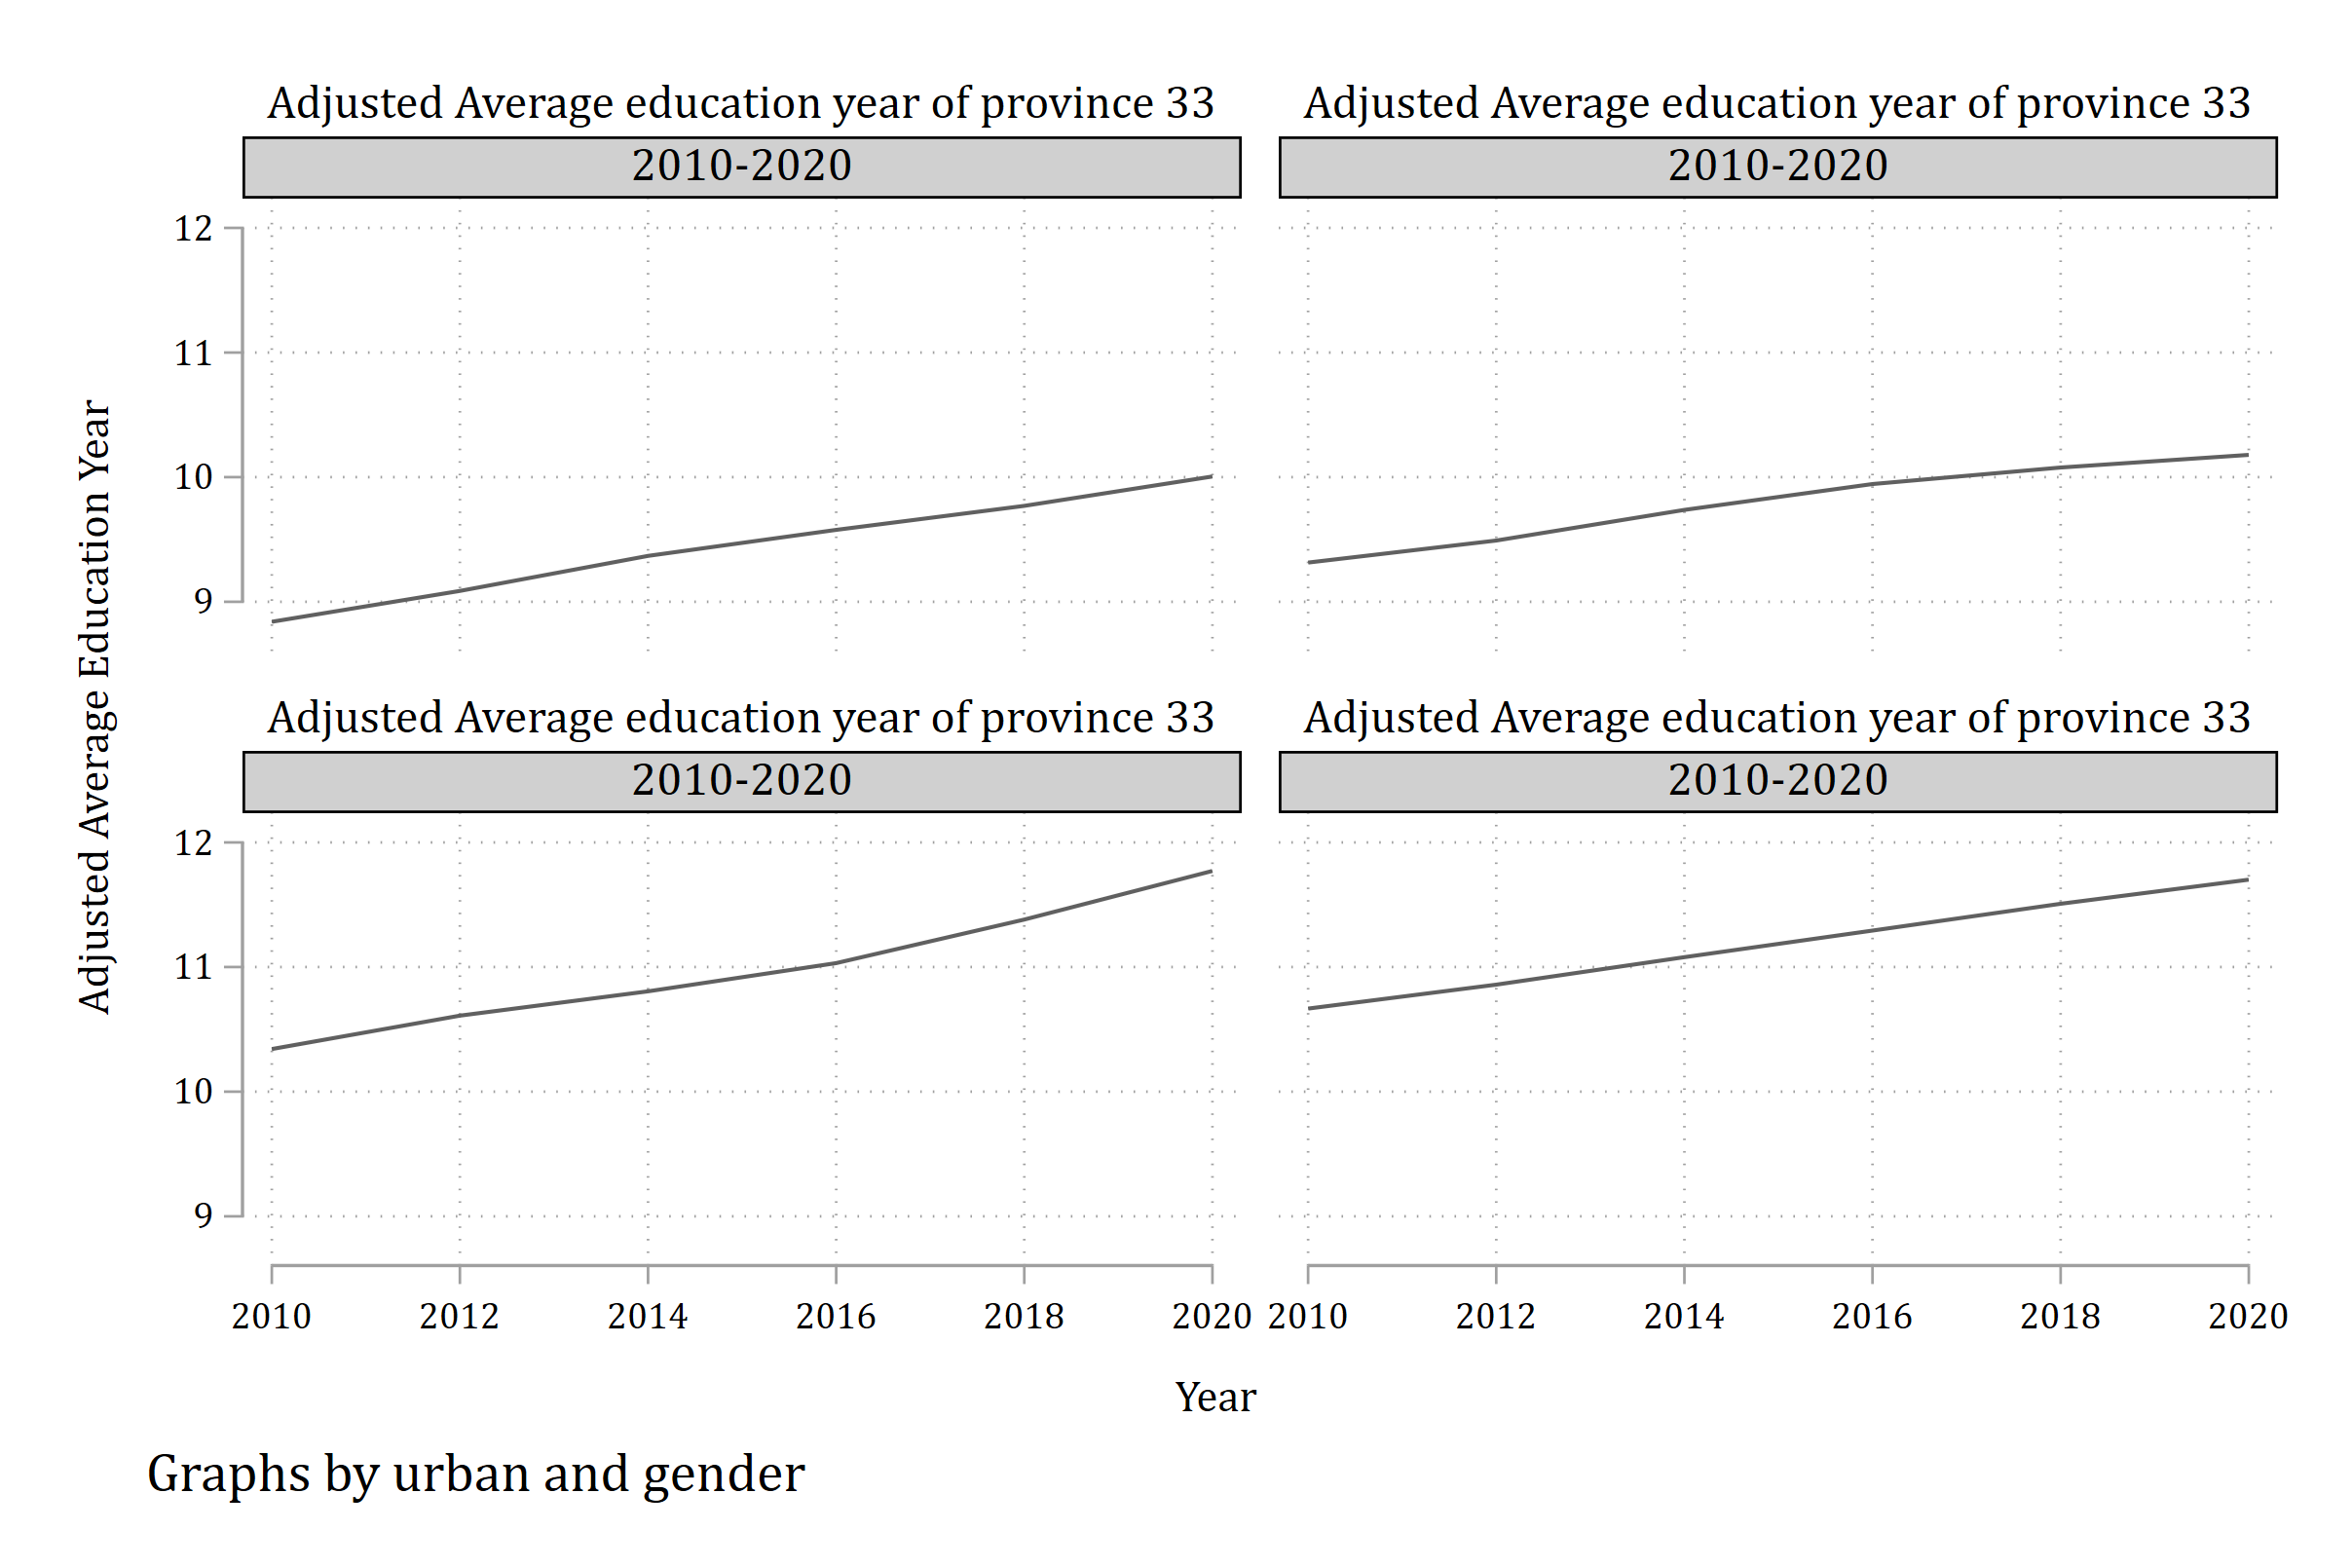 Adjusted Average education year of province 33
2010-2020
Adjusted Average education year of province 33
2010-2020
12
11
10
9
Adjusted Average Education Year
Adjusted Average education year of province 33
2010-2020
Adjusted Average education year of province 33
2010-2020
12
11
10
9
2010 2012 2014 2016 2018 2020 2010 2012 2014 2016 2018 2020
Year
Graphs by urban and gender